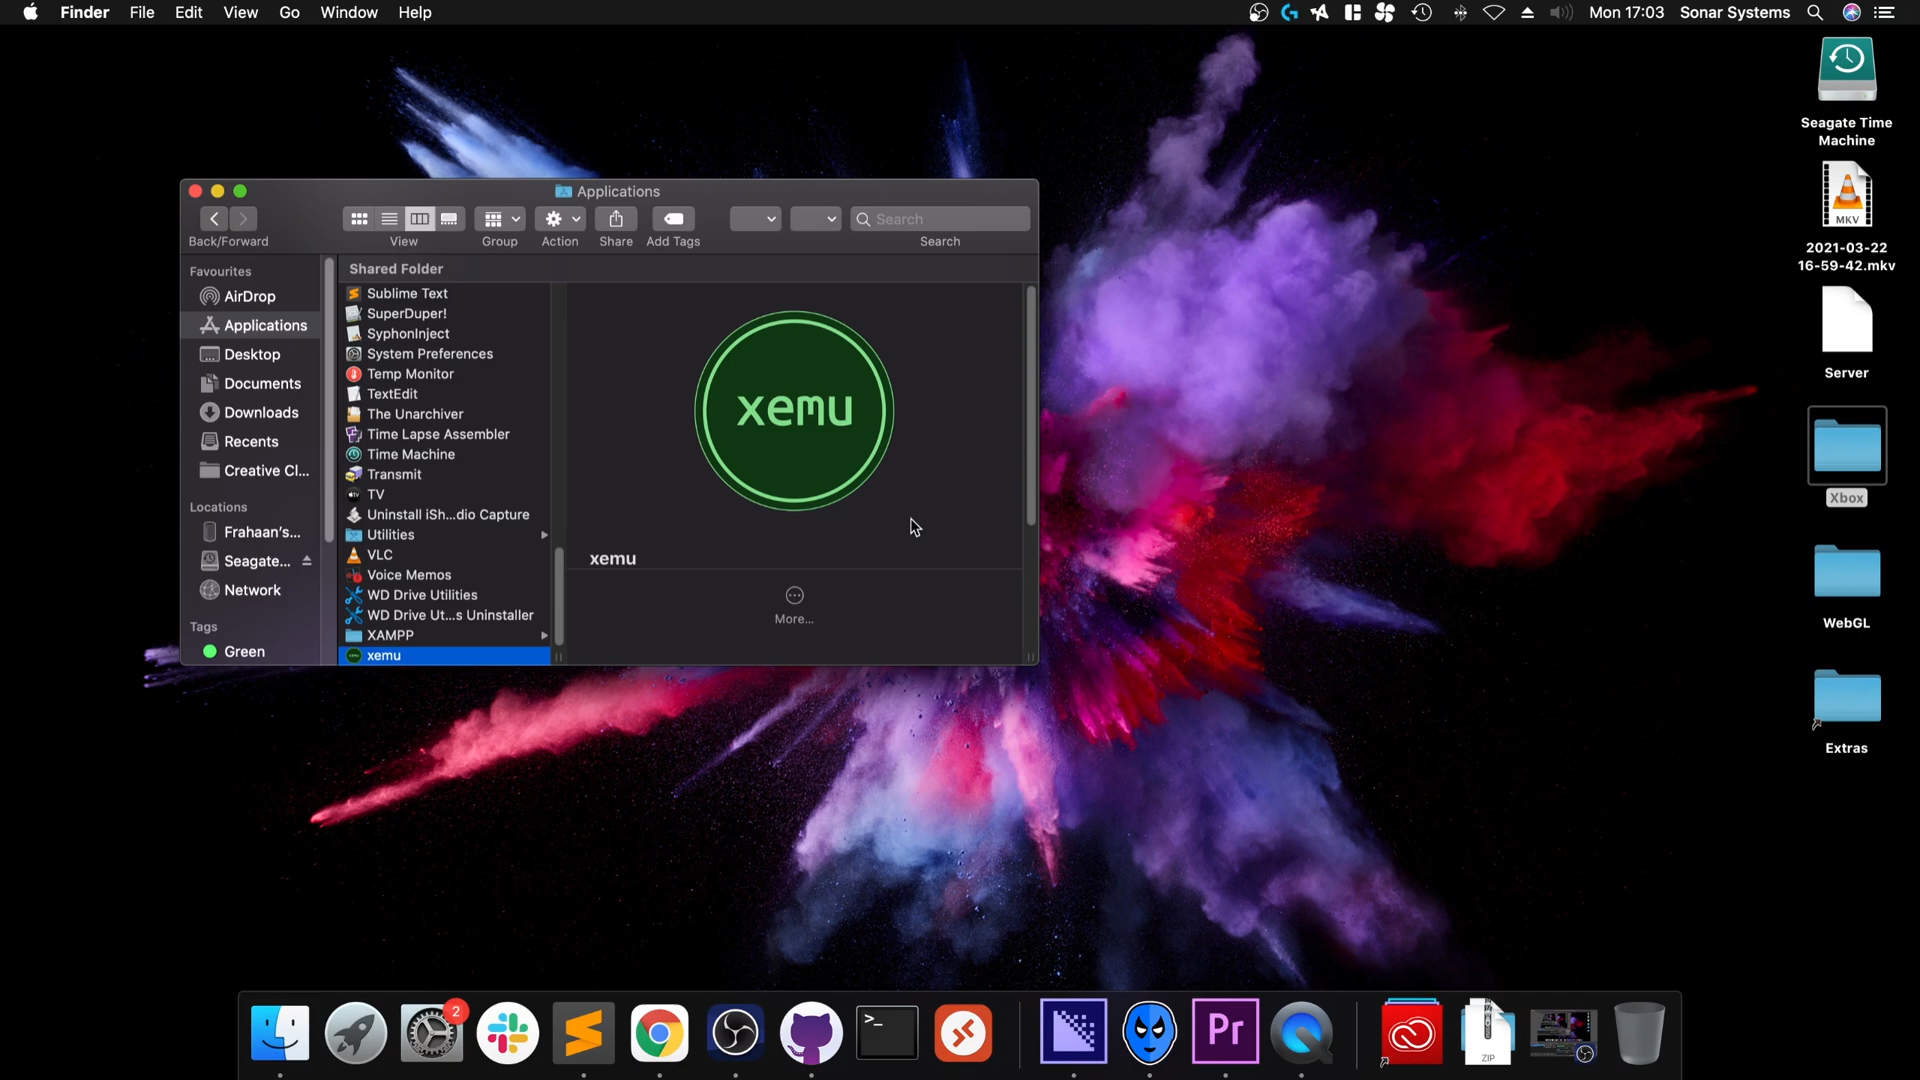 Finder File Edit View Go Window Help
Mon 17:03 Sonar Systems
Applications
Back/Forward
View
Group
Action
Share
Add Tags
Search
Search
Favourites
AirDrop
Applications
Desktop
Documents
Downloads
Recents
Creative Cl...
Locations
Frahaan's...
Seagate...
Network
Tags
Green
Shared Folder
Sublime Text
SuperDuper!
SyphonInject
System Preferences
Temp Monitor
TextEdit
The Unarchiver
Time Lapse Assembler
Time Machine
Transmit
TV
Uninstall iSh...dio Capture
Utilities
VLC
Voice Memos
WD Drive Utilities
WD Drive Ut...s Uninstaller
XAMPP
xemu
xemu
xemu
More...
Seagate Time
Machine
MKV
2021-03-22
16-59-42.mkv
Server
Xbox
WebGL
Extras
2
>_
Pr
ZIP